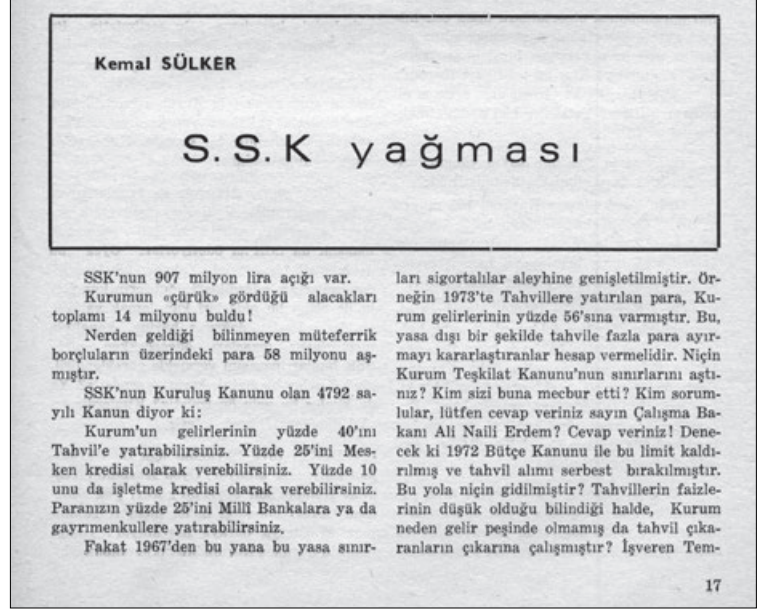 Kemal SÜLKER
S. S. K yağması
SSK'nun 907 milyon lira açığı var.
Kurumun «çürük» gördüğü alacakları
toplamı 14 milyonu buldu!
Nerden geldiği bilinmeyen müteferrik
borçluların üzerindeki para 58 milyonu aş-
mıştır.
SSK'nun Kuruluş Kanunu olan 4792 sa-
yılı Kanun diyor ki:
Kurum'un gelirlerinin yüzde 40'ını
Tahvil'e yatırabilirsiniz. Yüzde 25'ini Mes-
ken kredisi olarak verebilirsiniz. Yüzde 10
unu da işletme kredisi olarak verebilirsiniz.
Paranızın yüzde 25'ini Millî Bankalara ya da
gayrımenkullere yatırabilirsiniz.
Fakat 1967'den bu yana bu yasa sınır-
ları sigortalılar aleyhine genişletilmiştir. Ör-
neğin 1973'te Tahvillere yatırılan para, Ku-
rum gelirlerinin yüzde 56'sına varmıştır. Bu,
yasa dışı bir şekilde tahvile fazla para ayır-
mayı kararlaştıranlar hesap vermelidir. Niçin
Kurum Teşkilat Kanunu'nun sınırlarını aştı-
nız? Kim sizi buna mecbur etti? Kim sorum-
lular, lütfen cevap veriniz sayın Çalışma Ba-
kanı Ali Naili Erdem? Cevap veriniz! Dene-
cek ki 1972 Bütçe Kanunu ile bu limit kaldı-
rılmış ve tahvil alımı serbest bırakılmıştır.
Bu yola niçin gidilmiştir? Tahvillerin faizle-
rinin düşük olduğu bilindiği halde, Kurum
neden gelir peşinde olmamış da tahvil çıka-
ranların çıkarına çalışmıştır? İşveren Tem-
17